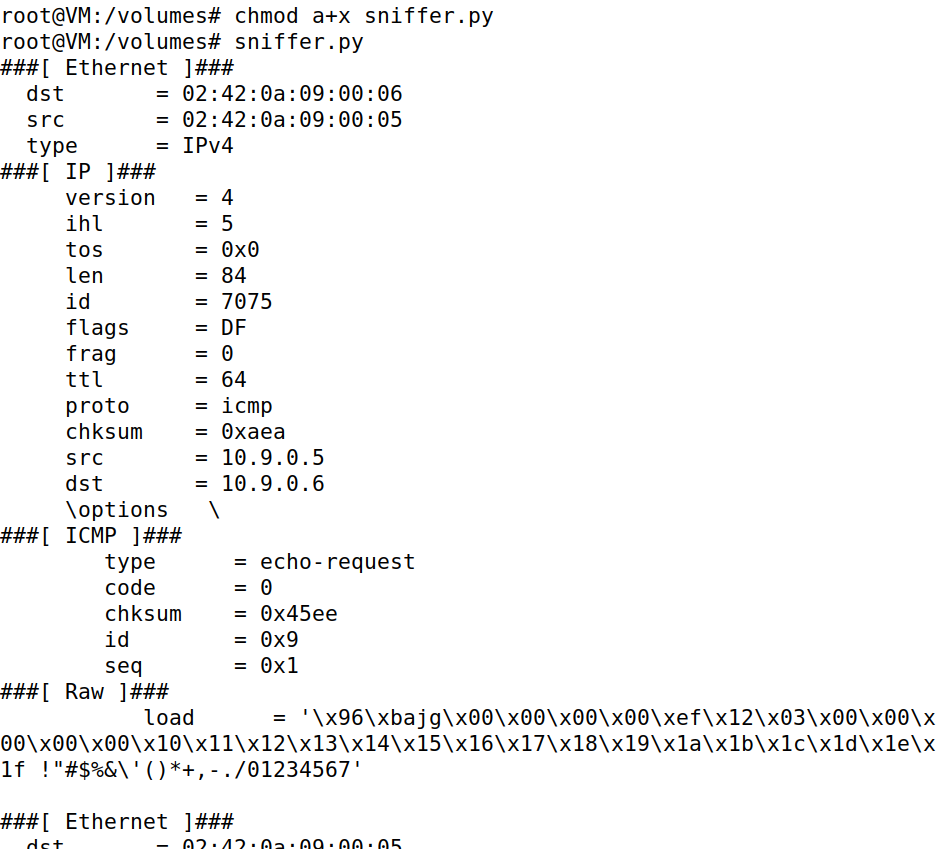 root@VM:/volumes# chmod a+x sniffer.py
root@VM:/volumes# sniffer.py
###[ Ethernet ]###
  dst       = 02:42:0a:09:00:06
  src       = 02:42:0a:09:00:05
  type      = IPv4
###[ IP ]###
     version   = 4
     ihl       = 5
     tos       = 0x0
     len       = 84
     id        = 7075
     flags     = DF
     frag      = 0
     ttl       = 64
     proto     = icmp
     chksum    = 0xaea
     src       = 10.9.0.5
     dst       = 10.9.0.6
     \options   \
###[ ICMP ]###
        type      = echo-request
        code      = 0
        chksum    = 0x45ee
        id        = 0x9
        seq       = 0x1
###[ Raw ]###
           load      = '\x96\xbajg\x00\x00\x00\x00\xef\x12\x03\x00\x00\x
00\x00\x00\x10\x11\x12\x13\x14\x15\x16\x17\x18\x19\x1a\x1b\x1c\x1d\x1e\x
1f !"#$%&\'()*+,-./01234567'

###[ Ethernet ]###
  dst       = 02:42:0a:09:00:05